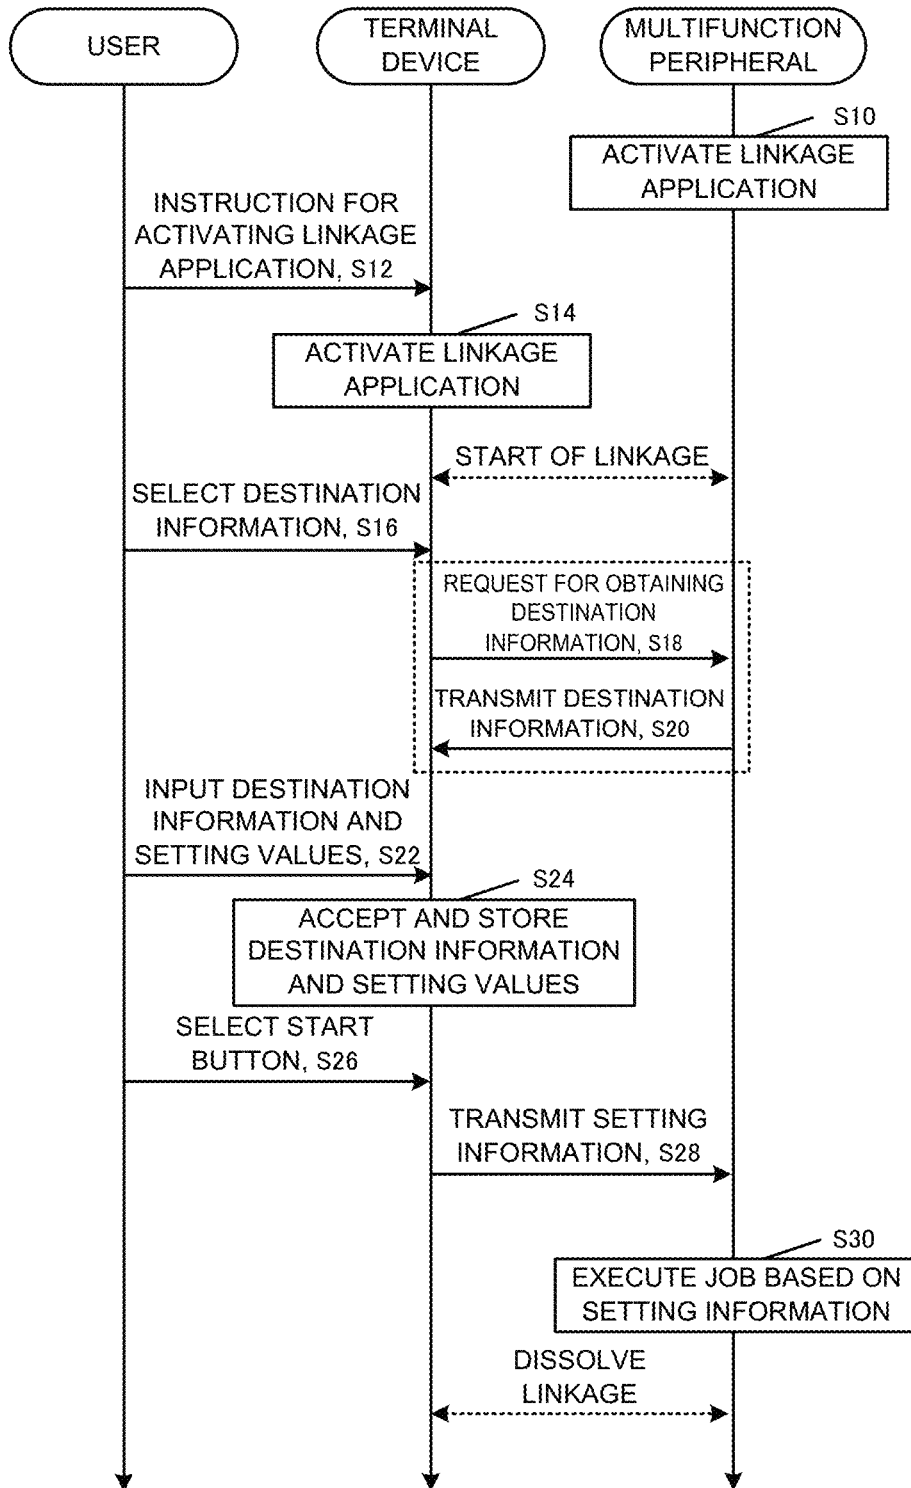 USER
TERMINAL
DEVICE
MULTIFUNCTION
PERIPHERAL
S10
ACTIVATE LINKAGE
APPLICATION
INSTRUCTION FOR
ACTIVATING LINKAGE
APPLICATION, S12
S14
ACTIVATE LINKAGE
APPLICATION
START OF LINKAGE
SELECT DESTINATION
INFORMATION, S16
REQUEST FOR OBTAINING
DESTINATION
INFORMATION, S18
TRANSMIT DESTINATION
INFORMATION, S20
INPUT DESTINATION
INFORMATION AND
SETTING VALUES, S22
S24
ACCEPT AND STORE
DESTINATION INFORMATION
AND SETTING VALUES
SELECT START
BUTTON, S26
TRANSMIT SETTING
INFORMATION, S28
S30
EXECUTE JOB BASED ON
SETTING INFORMATION
DISSOLVE
LINKAGE